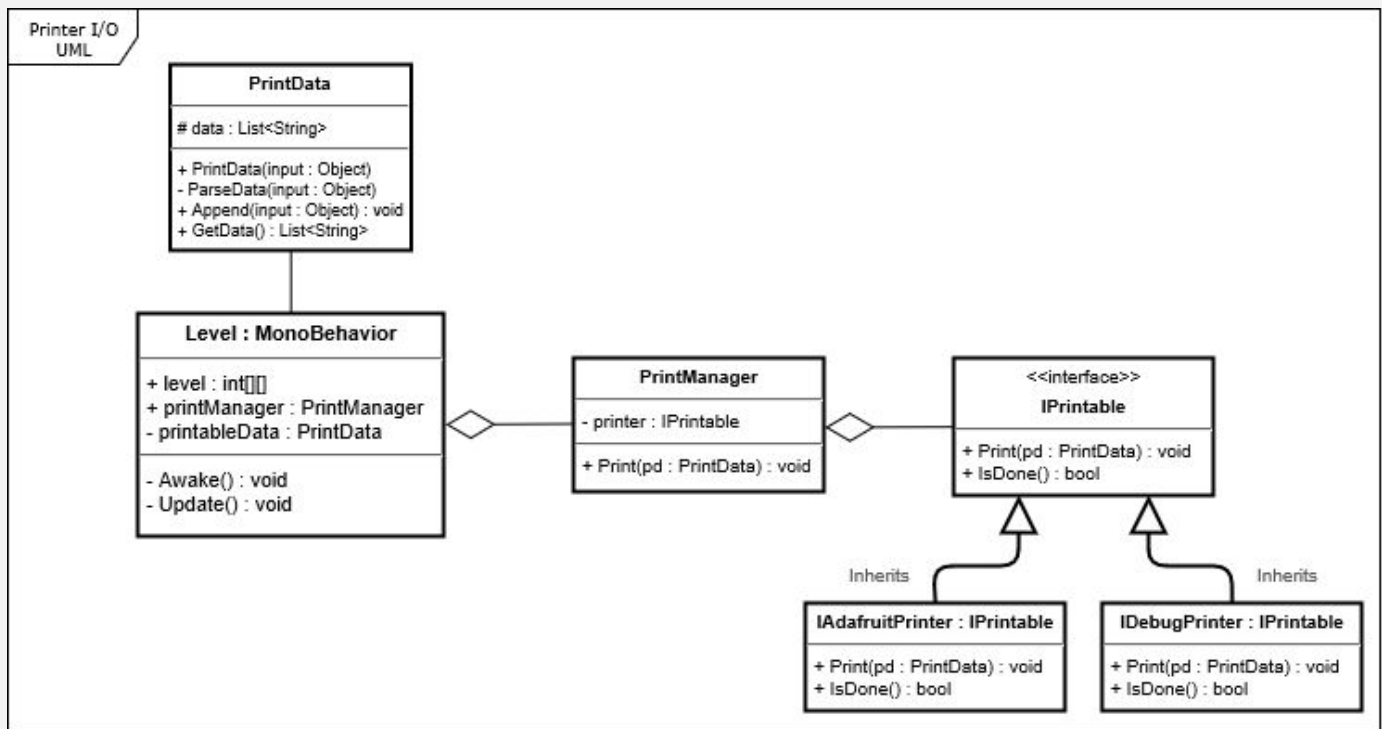 Printer I/O
UML
PrintData
# data : List<String>
+ PrintData(input : Object)
- ParseData(input : Object)
+ Append(input : Object) : void
+ GetData() : List<String>
Level : MonoBehavior
+ level : int[][]
+ printManager : PrintManager
- printableData : PrintData
- Awake() : void
- Update() : void
PrintManager
- printer : IPrintable
+ Print(pd : PrintData) : void
<<interface>>
IPrintable
+ Print(pd : PrintData) : void
+ IsDone() : bool
Inherits
Inherits
IAdafruitPrinter : IPrintable
+ Print(pd : PrintData) : void
+ IsDone() : bool
IDebugPrinter : IPrintable
+ Print(pd : PrintData) : void
+ IsDone() : bool